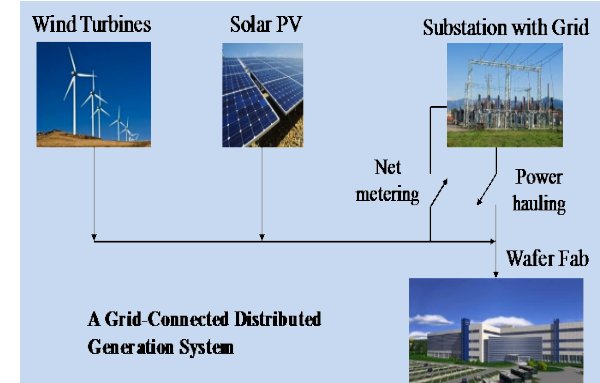 Wind Turbines
Solar PV
Substation with Grid
Net
metering
Power
hauling
Wafer Fab
A Grid-Connected Distributed
Generation System